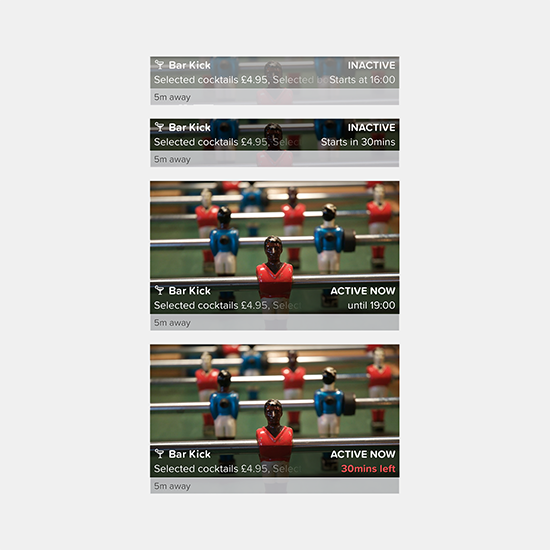 Bar Kick INACTIVE
Selected cocktails £4.95, Selected Starts at 16:00
5m away
Bar Kick INACTIVE
Selected cocktails £4.95, Selec Starts in 30mins
5m away
Bar Kick ACTIVE NOW
Selected cocktails £4.95, Selected until 19:00
5m away
Bar Kick ACTIVE NOW
Selected cocktails £4.95, Selec 30mins left
5m away